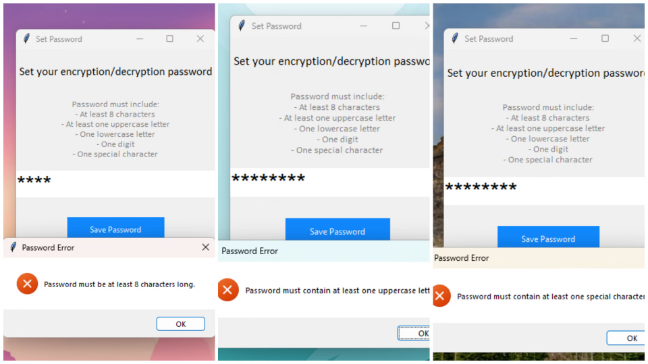 Set Password
Set your encryption/decryption password
Password must include:
- At least 8 characters
- At least one uppercase letter
- One lowercase letter
- One digit
- One special character
****
Save Password
Password Error
Password must be at least 8 characters long.
OK
Set Password
Set your encryption/decryption passwo
Password must include:
- At least 8 characters
- At least one uppercase letter
- One lowercase letter
- One digit
- One special character
********
Save Password
Password Error
Password must contain at least one uppercase lett
OK
Set Password
Set your encryption/decryption password
Password must include:
- At least 8 characters
- At least one uppercase letter
- One lowercase letter
- One digit
- One special character
********
Save Password
Password Error
Password must contain at least one special character
OK